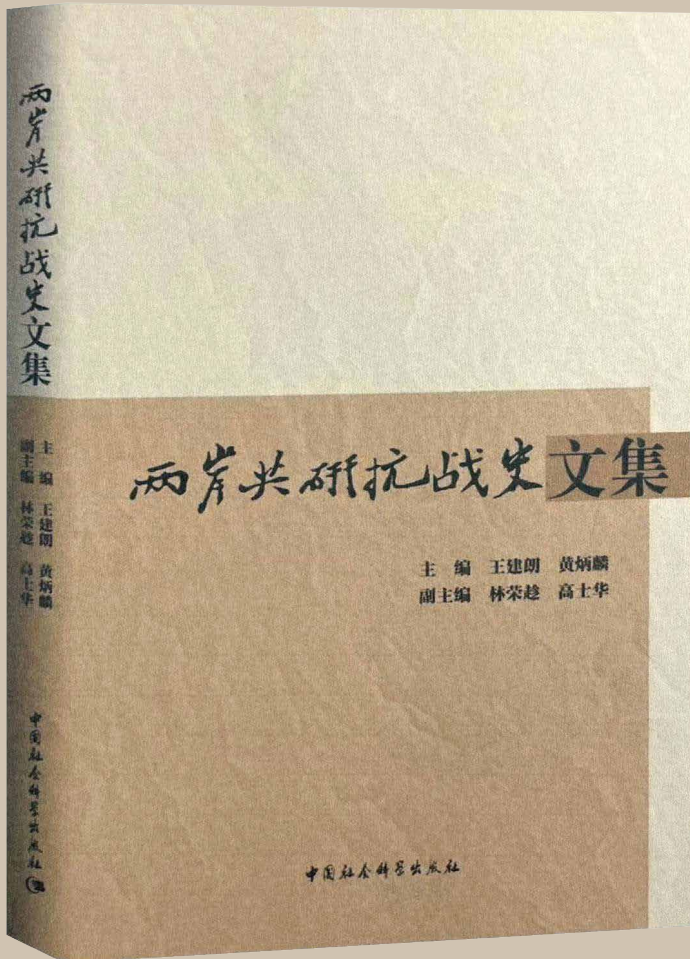 两岸共研抗战史文集
主编 王建朗 黄炳麟
副主编 林荣趁 高士华
中国社会科学出版社
两岸共研抗战史文集
主编 王建朗 黄炳麟
副主编 林荣趁 高士华
中国社会科学出版社